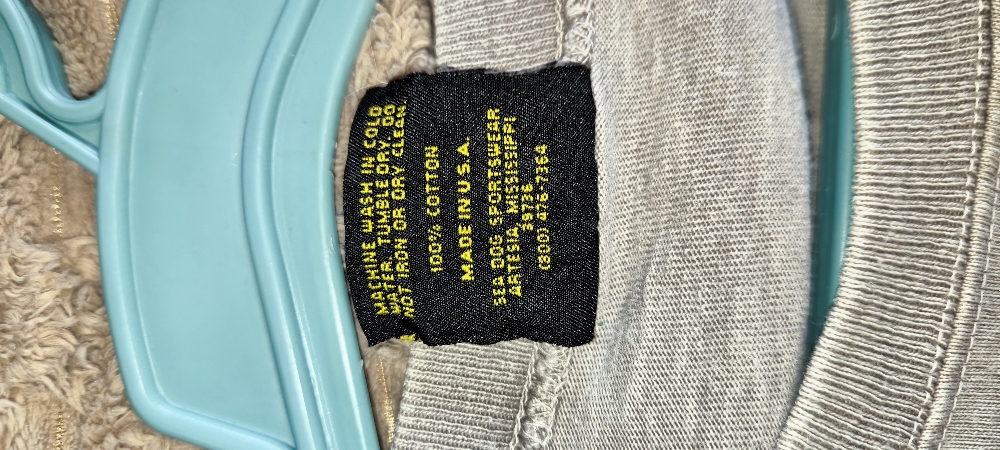 MACHINE WASH IN COLD
WATER, TUMBLE DRY. DO
NOT IRON OR DRY CLEAN
100% COTTON
MADE IN U.S.A.
SEA DOG SPORTSWEAR
ARTESIA, MISSISSIPPI
39736
(800) 476-7364